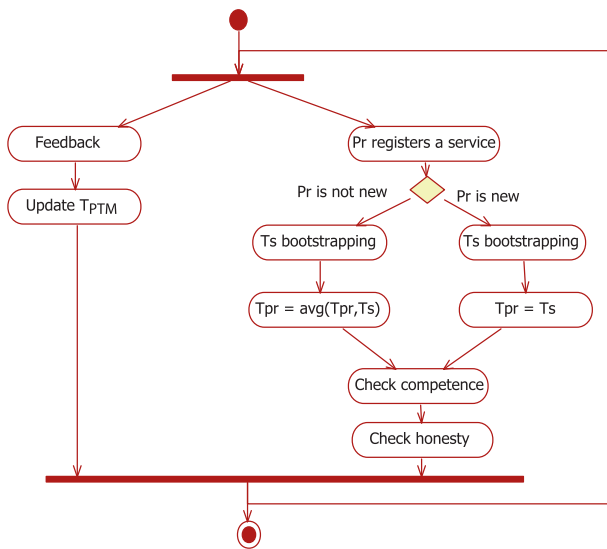 Feedback
Pr registers a service
Update TPTM
Pr is not new
Pr is new
Ts bootstrapping
Ts bootstrapping
Tpr = avg(Tpr,Ts)
Tpr = Ts
Check competence
Check honesty